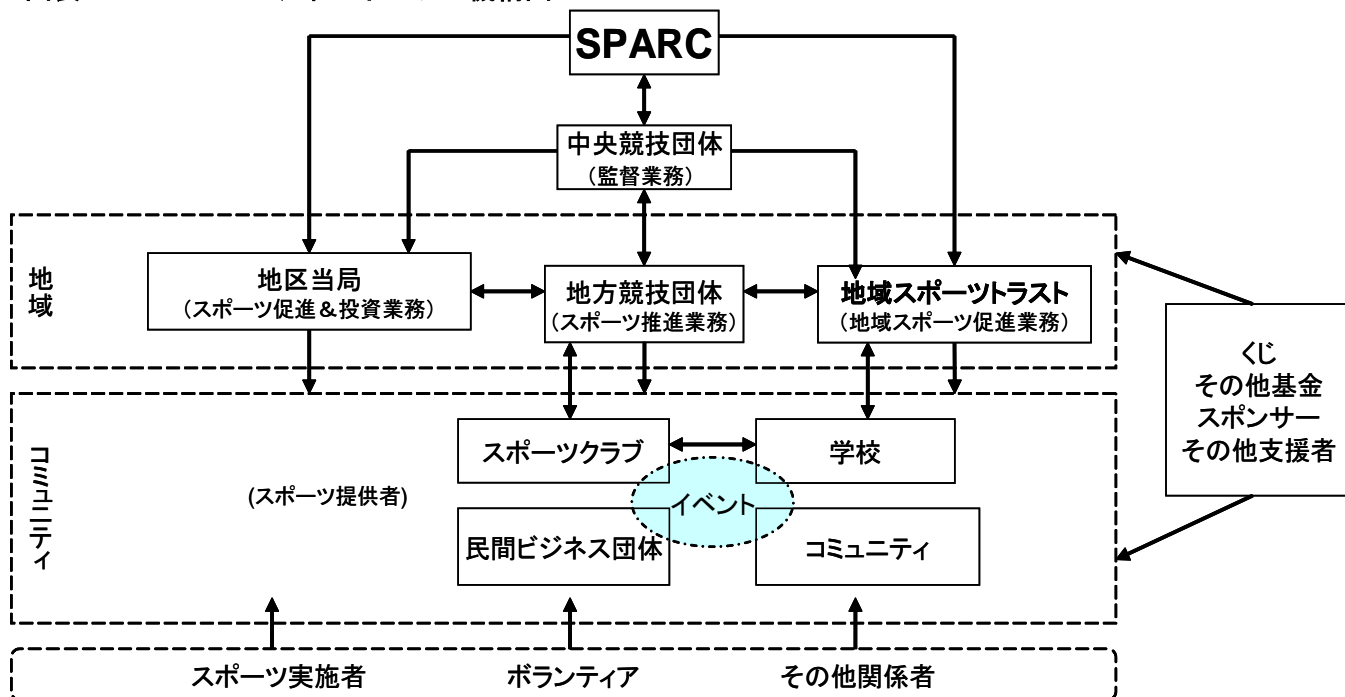 SPARC
中央競技団体
(監督業務)
地域
地区当局
(スポーツ促進&投資業務)
地方競技団体
(スポーツ推進業務)
地域スポーツトラスト
(地域スポーツ促進業務)
くじ
その他基金
スポンサー
その他支援者
コミュニティ
(スポーツ提供者)
スポーツクラブ
学校
イベント
民間ビジネス団体
コミュニティ
スポーツ実施者
ボランティア
その他関係者